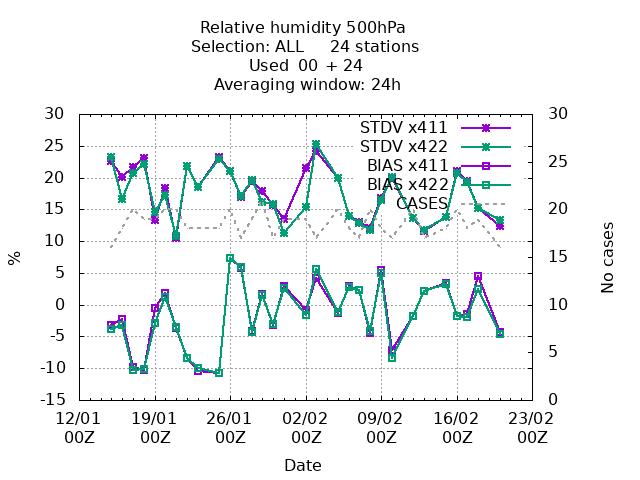 Relative humidity 500hPa
Selection: ALL 24 stations
Used 00 + 24
Averaging window: 24h
30 30
STDV x411
25 25
STDV x422
BIAS x411
20 20
BIAS x422
CASES
15 15
10
% No cases
5 10
0
-5 5
-10
-15 0
12/01 19/01 26/01 02/02 09/02 16/02 23/02
00Z 00Z 00Z 00Z 00Z 00Z 00Z
Date